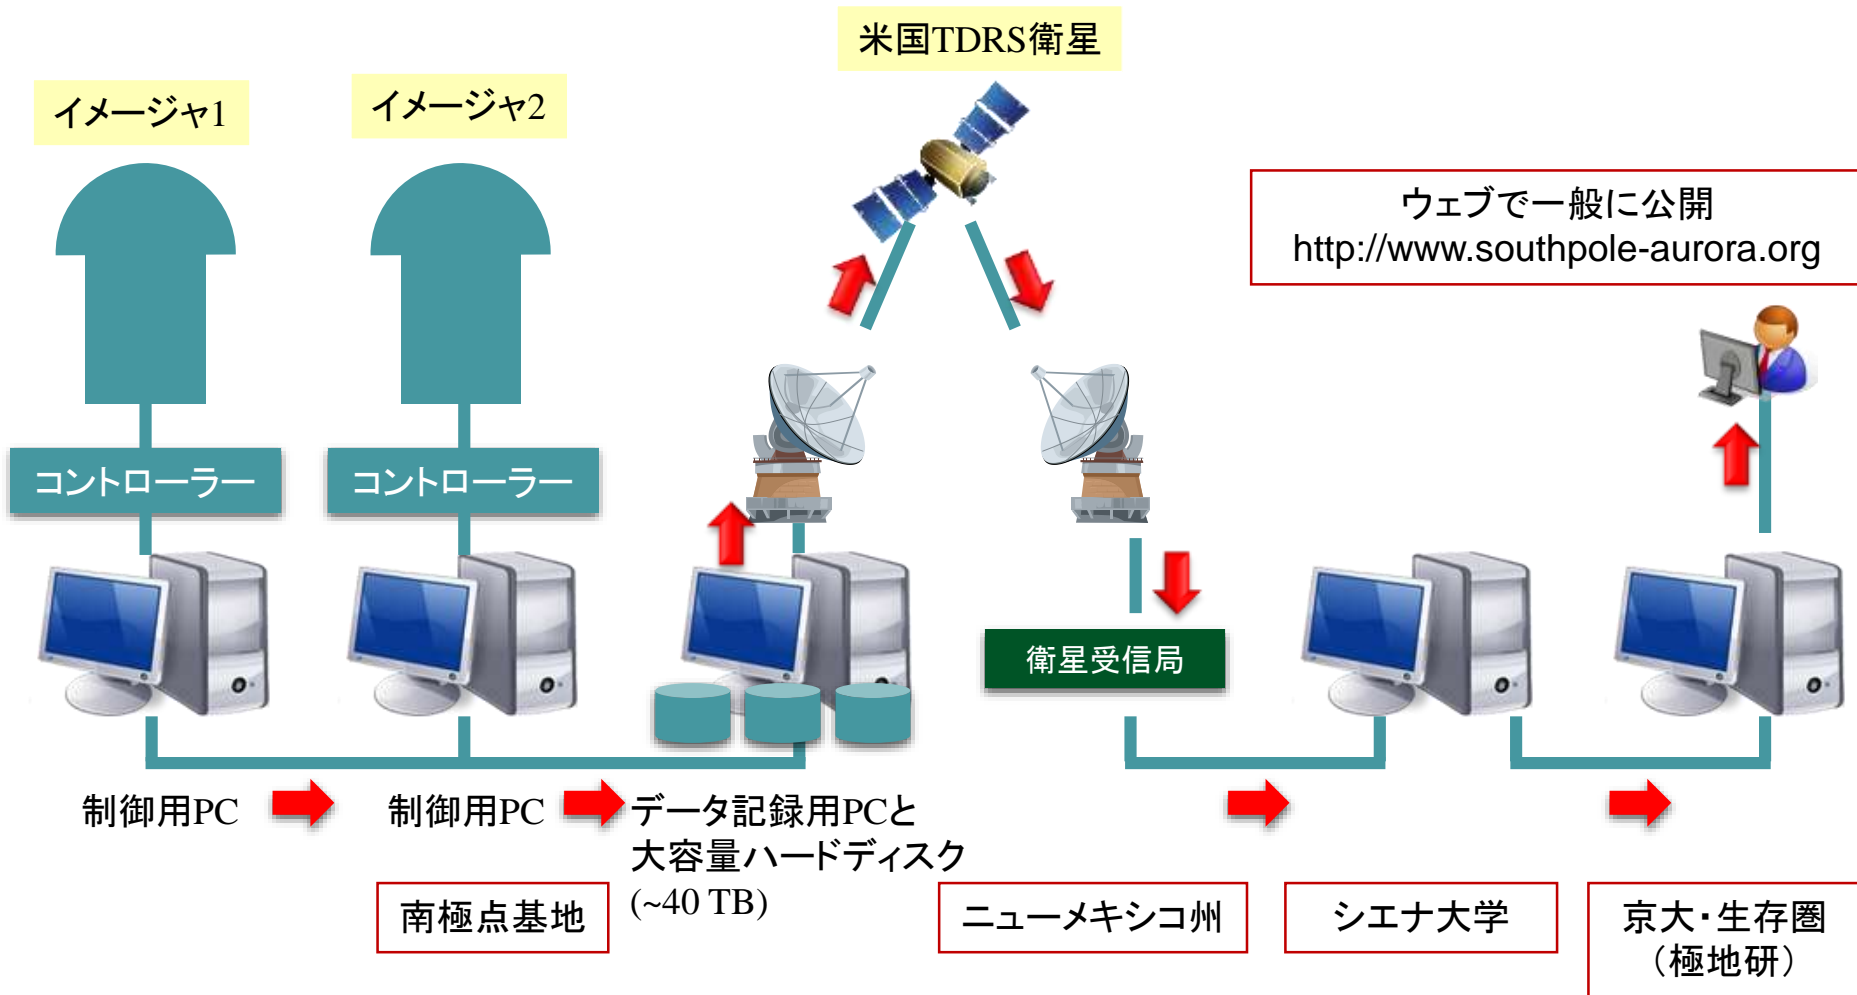 米国TDRS衛星
イメージャ1
イメージャ2
ウェブで一般に公開
http://www.southpole-aurora.org
コントローラー
コントローラー
衛星受信局
制御用PC
制御用PC
データ記録用PCと
大容量ハードディスク
(~40 TB)
南極点基地
ニューメキシコ州
シエナ大学
京大・生存圏
（極地研）